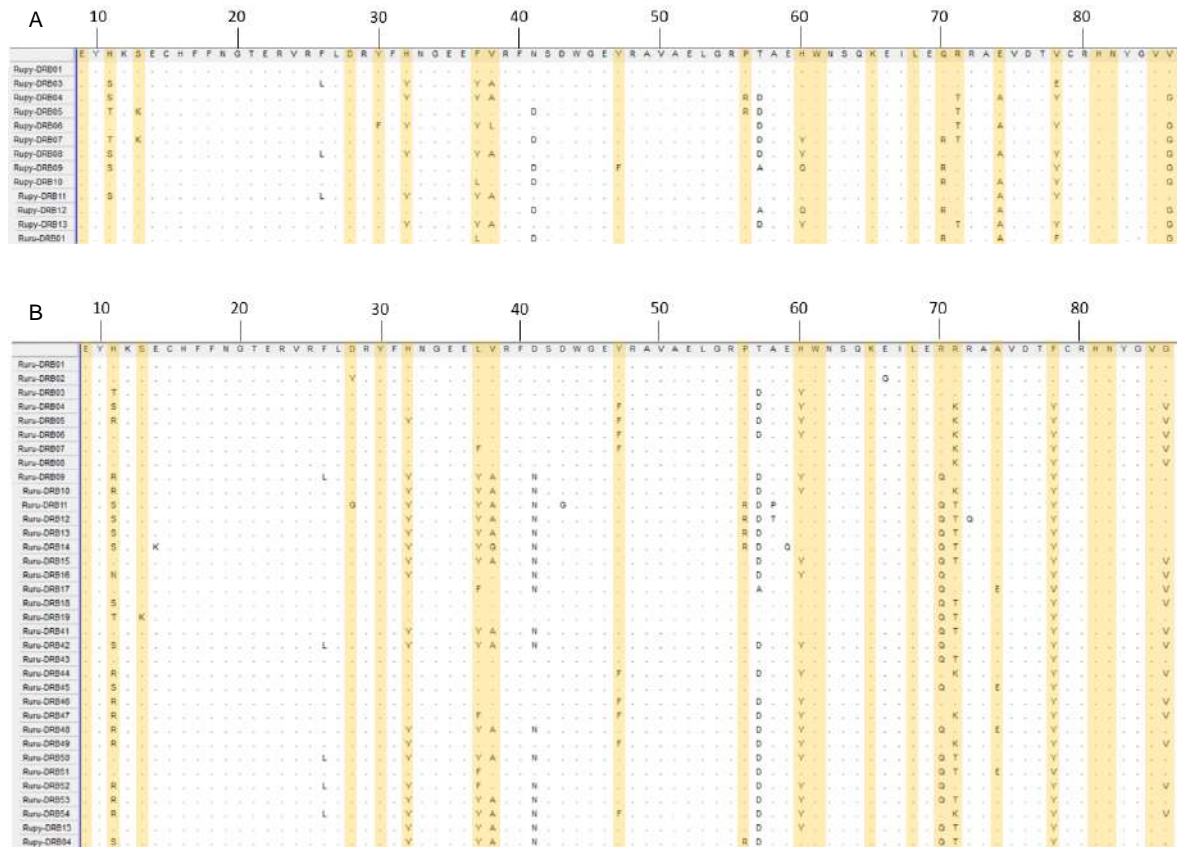 A
10 20 30 40 50 60 70 80
E Y H K S E C H F F N G T E R V R F L D R Y F H N G E E F V R F N S D W G E Y R A V A E L G R P T A E H W N S Q K E I L E Q R R A E V D T V C R H N Y G V V
Rupy-DRB01
Rupy-DRB03 S L Y Y A E
Rupy-DRB04 S Y Y A R D T A Y G
Rupy-DRB05 T K D R D T
Rupy-DRB06 F Y Y L D T A Y G
Rupy-DRB07 T K D D Y R T G
Rupy-DRB08 S L Y Y A D Y A Y G
Rupy-DRB09 S D F A Q R Y G
Rupy-DRB10 L D R A Y G
Rupy-DRB11 S L Y Y A A Y
Rupy-DRB12 D A Q R A G
Rupy-DRB13 Y Y A D Y T A Y G
Ruru-DRB01 L D R A F G
B
10 20 30 40 50 60 70 80
E Y H K S E C H F F N G T E R V R F L D R Y F H N G E E L V R F D S D W G E Y R A V A E L G R P T A E H W N S Q K E I L E R R R A A V D T F C R H N Y G V G
Ruru-DRB01
Ruru-DRB02 Y G
Ruru-DRB03 T D Y
Ruru-DRB04 S F D Y K Y V
Ruru-DRB05 R Y F D Y K Y V
Ruru-DRB06 F D Y K Y V
Ruru-DRB07 F F K Y V
Ruru-DRB08 K Y V
Ruru-DRB09 R L Y Y A N D Y Q Y
Ruru-DRB10 R Y Y A N D Y K Y
Ruru-DRB11 S G Y Y A N G R D P Q T Y
Ruru-DRB12 S Y Y A N R D T Q T Q Y
Ruru-DRB13 S Y Y A N R D Q T Y
Ruru-DRB14 S K Y Y G N R D Q Q T Y
Ruru-DRB15 Y Y A N D Y Q T Y V
Ruru-DRB16 N Y N D Y Q Y V
Ruru-DRB17 F N A Q E V V
Ruru-DRB18 S Q T Y V
Ruru-DRB19 T K Q T Y
Ruru-DRB41 Y Y A N Q T Y V
Ruru-DRB42 S L Y Y A N D Y Q Y V
Ruru-DRB43 Q T Y
Ruru-DRB44 R F D Y K Y V
Ruru-DRB45 S Q E Y
Ruru-DRB46 R F D Y Y V
Ruru-DRB47 R F F D Y K Y V
Ruru-DRB48 R Y Y A N D Y Q E Y V
Ruru-DRB49 R Y F D Y K Y V
Ruru-DRB50 L Y Y A N D Y Q T Y
Ruru-DRB51 F D Q T E V
Ruru-DRB52 R L Y F N D Y Q Y V
Ruru-DRB53 R Y Y A N D Y Q T Y
Ruru-DRB54 R L Y Y A N F D Y K Y V
Rupy-DRB13 Y Y A N D Y Q T Y
Rupy-DRB04 S Y Y A N R D Q T Y